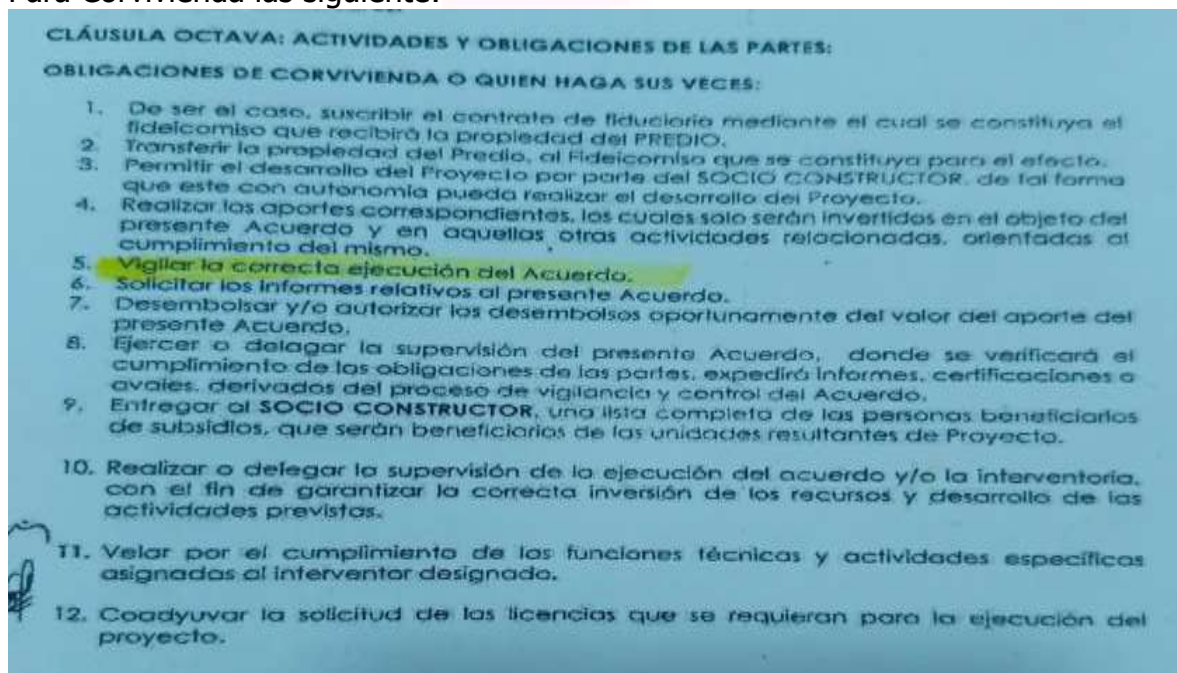 Para Corvivienda las siguiente:
CLÁUSULA OCTAVA: ACTIVIDADES Y OBLIGACIONES DE LAS PARTES:
OBLIGACIONES DE CORVIVIENDA O QUIEN HAGA SUS VECES:
1. De ser el caso, suscribir el contrato de fiduciario mediante el cual se constituya el
fideicomiso que recibirá la propiedad del PREDIO.
2. Transferir la propiedad del Predio, al Fideicomiso que se constituya para el efecto.
3. Permitir el desarrollo del Proyecto por parte del SOCIO CONSTRUCTOR, de tal forma
que este con autonomía pueda realizar el desarrollo del Proyecto.
4. Realizar los aportes correspondientes, los cuales solo serán invertidos en el objeto del
presente Acuerdo y en aquellas otras actividades relacionadas, orientadas al
cumplimiento del mismo.
5. Vigilar la correcta ejecución del Acuerdo.
6. Solicitar los informes relativos al presente Acuerdo.
7. Desembolsar y/o autorizar los desembolsos oportunamente del valor del aporte del
presente Acuerdo.
8. Ejercer o delagar la supervisión del presente Acuerdo, donde se verificará el
cumplimiento de las obligaciones de las partes, expedirá informes, certificaciones o
avales, derivados del proceso de vigilancia y control del Acuerdo.
9. Entregar al SOCIO CONSTRUCTOR, una lista completa de las personas beneficiarias
de subsidios, que serán beneficiarios de las unidades resultantes de Proyecto.
10. Realizar o delegar la supervisión de la ejecución del acuerdo y/o la interventoría,
con el fin de garantizar la correcta inversión de los recursos y desarrollo de las
actividades previstas.
11. Velar por el cumplimiento de las funciones técnicas y actividades específicas
asignadas al interventor designado.
12. Coadyuvar la solicitud de las licencias que se requieran para la ejecución del
proyecto.